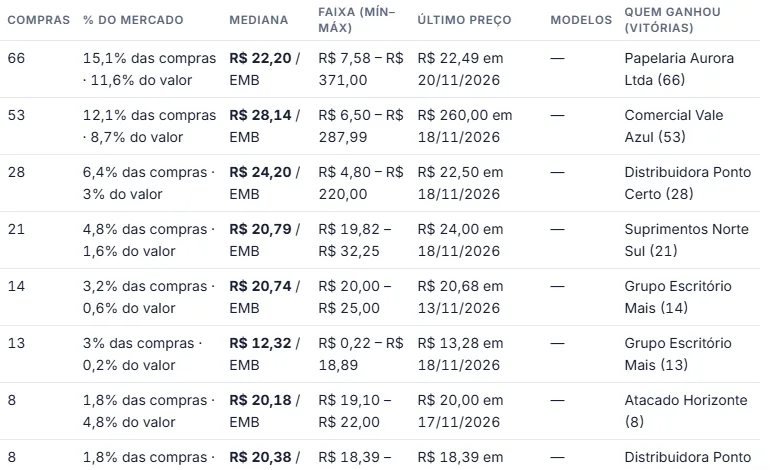 COMPRAS % DO MERCADO MEDIANA FAIXA (MÍN– MÁX) ÚLTIMO PREÇO MODELOS QUEM GANHOU (VITÓRIAS)
66 15,1% das compras R$ 22,20 / R$ 7,58 – R$ R$ 22,49 em — Papelaria Aurora
· 11,6% do valor EMB 371,00 20/11/2026 Ltda (66)
53 12,1% das compras R$ 28,14 / R$ 6,50 – R$ R$ 260,00 em — Comercial Vale
· 8,7% do valor EMB 287,99 18/11/2026 Azul (53)
28 6,4% das compras · R$ 24,20 / R$ 4,80 – R$ R$ 22,50 em — Distribuidora Ponto
3% do valor EMB 220,00 18/11/2026 Certo (28)
21 4,8% das compras · R$ 20,79 / R$ 19,82 – R$ 24,00 em — Suprimentos Norte
1,6% do valor EMB R$ 32,25 18/11/2026 Sul (21)
14 3,2% das compras · R$ 20,74 / R$ 20,00 – R$ 20,68 em — Grupo Escritório
0,6% do valor EMB R$ 25,00 13/11/2026 Mais (14)
13 3% das compras · R$ 12,32 / R$ 0,22 – R$ R$ 13,28 em — Grupo Escritório
0,2% do valor EMB 18,89 18/11/2026 Mais (13)
8 1,8% das compras · R$ 20,18 / R$ 19,10 – R$ 20,00 em — Atacado Horizonte
4,8% do valor EMB R$ 22,00 17/11/2026 (8)
8 1,8% das compras · R$ 20,38 / R$ 18,39 – R$ 18,39 em — Distribuidora Ponto